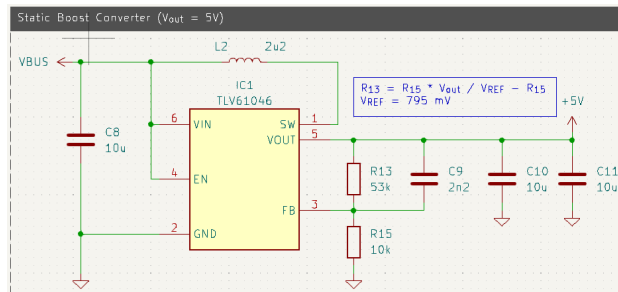 Static Boost Converter (Vout = 5V)
L2 2u2
VBUS
IC1
TLV61046
R13 = R15 * Vout / VREF - R15
VREF = 795 mV
+5V
6 VIN
SW 1
VOUT 5
C8
10u
4 EN
R13
53k
C9
2n2
C10
10u
C11
10u
FB 3
2 GND
R15
10k